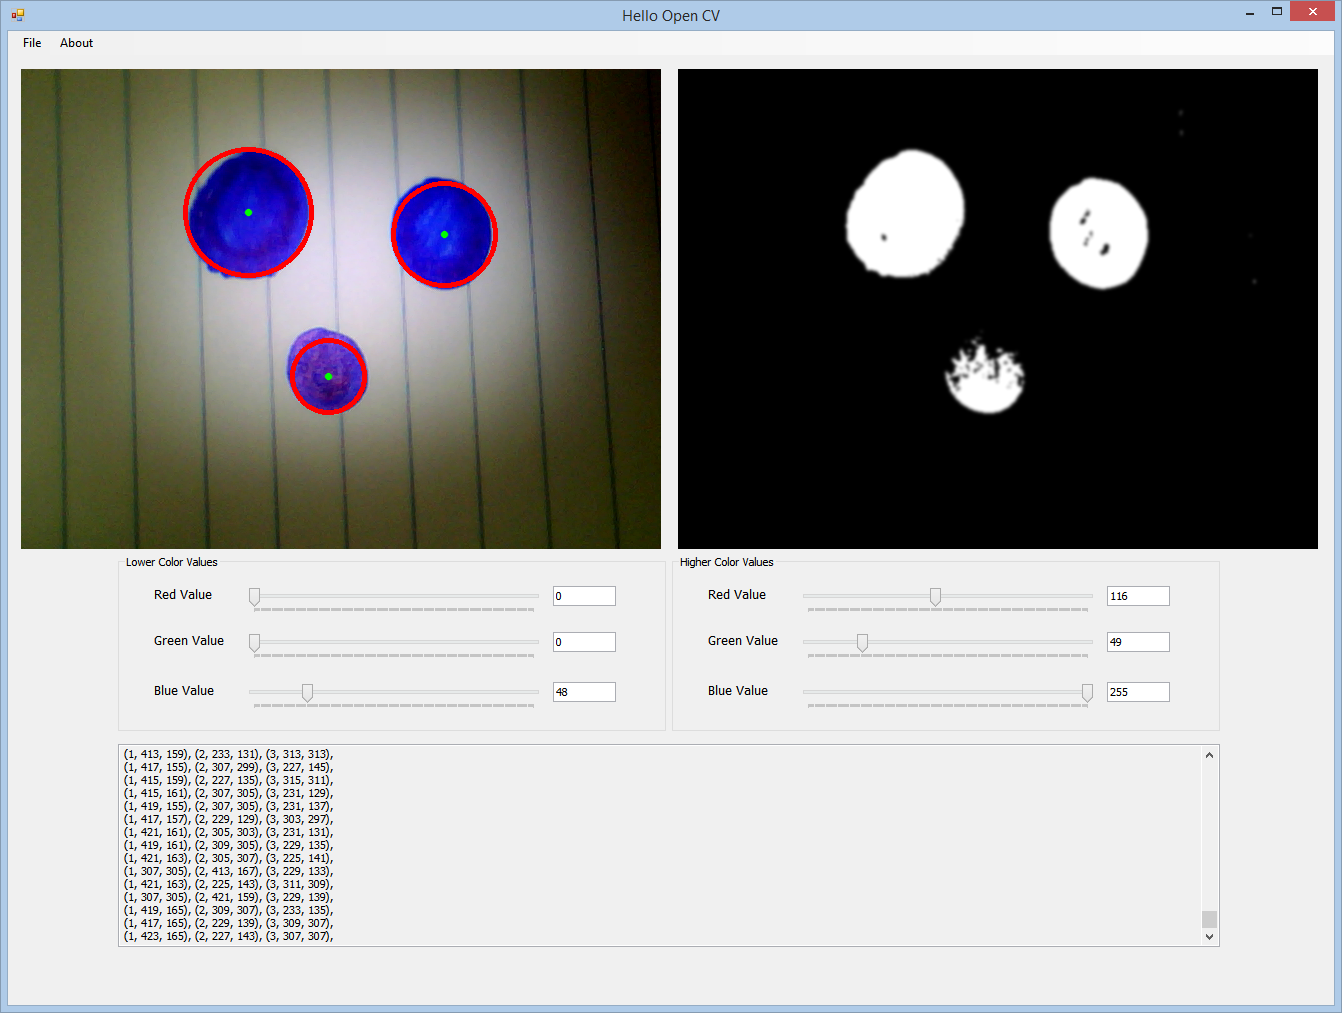 Hello Open CV
File About
Lower Color Values
Red Value 0
Green Value 0
Blue Value 48
Higher Color Values
Red Value 116
Green Value 49
Blue Value 255
(1, 413, 159), (2, 233, 131), (3, 313, 313),
(1, 417, 155), (2, 307, 299), (3, 227, 145),
(1, 415, 159), (2, 227, 135), (3, 315, 311),
(1, 415, 161), (2, 307, 305), (3, 231, 129),
(1, 419, 155), (2, 307, 305), (3, 231, 137),
(1, 417, 157), (2, 229, 129), (3, 303, 297),
(1, 421, 161), (2, 305, 303), (3, 231, 131),
(1, 419, 161), (2, 309, 305), (3, 229, 135),
(1, 421, 163), (2, 305, 307), (3, 225, 141),
(1, 307, 305), (2, 413, 167), (3, 229, 133),
(1, 421, 163), (2, 225, 143), (3, 311, 309),
(1, 307, 305), (2, 421, 159), (3, 229, 139),
(1, 419, 165), (2, 309, 307), (3, 233, 135),
(1, 417, 165), (2, 229, 139), (3, 309, 307),
(1, 423, 165), (2, 227, 143), (3, 307, 307),